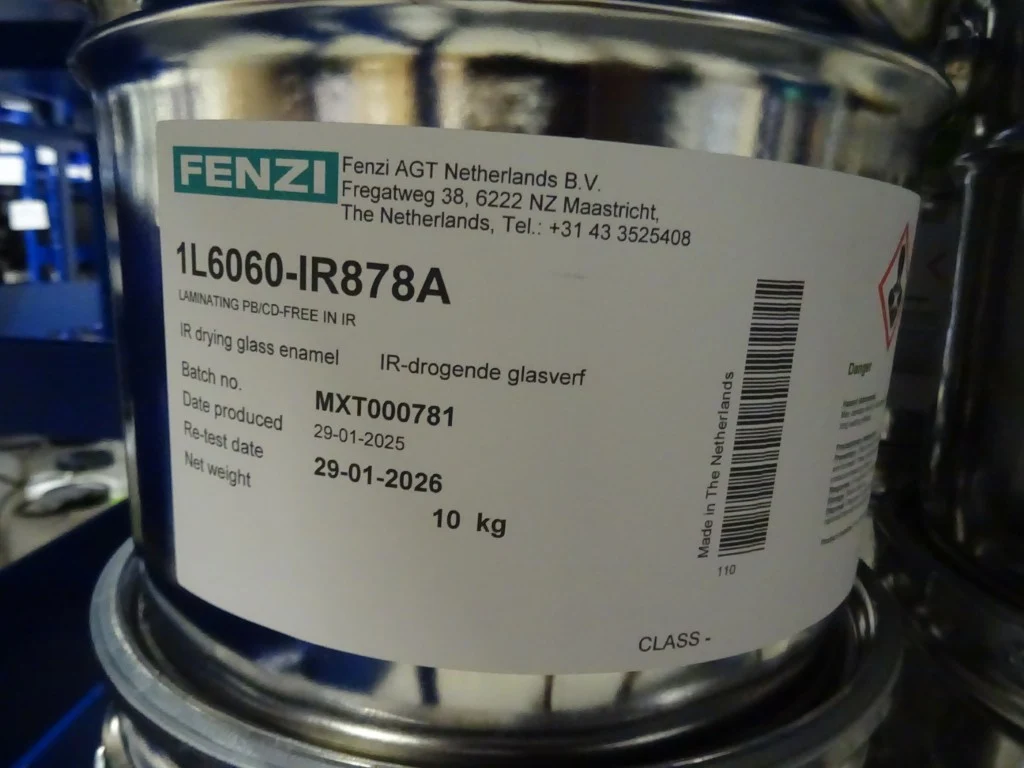 FENZI
Fenzi AGT Netherlands B.V.
Fregatweg 38, 6222 NZ Maastricht,
The Netherlands, Tel.: +31 43 3525408
1L6060-IR878A
LAMINATING PB/CD-FREE IN IR
IR drying glass enamel IR-drogende glasverf
Batch no. MXT000781
Date produced 29-01-2025
Re-test date 29-01-2026
Net weight 10 kg
Made in The Netherlands
110
CLASS -
Danger